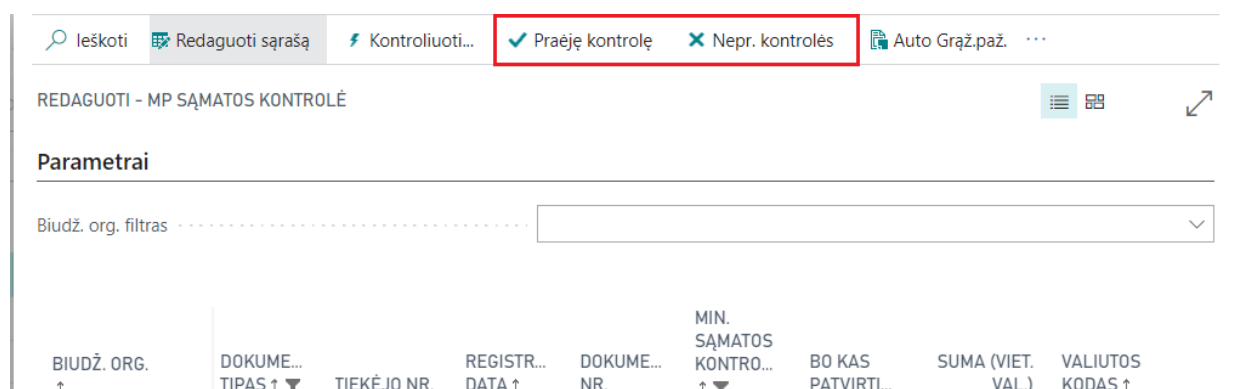 Ieškoti Redaguoti sąrašą Kontroliuoti... Praėję kontrolę Nepr. kontrolės Auto Grąž.paž. ...
REDAGUOTI - MP SĄMATOS KONTROLĖ
Parametrai
Biudž. org. filtras
BIUDŽ. ORG. ↑
DOKUME... TIPAS ↑
TIEKĖJO NR.
REGISTR... DATA ↑
DOKUME... NR.
MIN. SĄMATOS KONTRO... ↑
BO KAS PATVIRTI...
SUMA (VIET. VAL.)
VALIUTOS KODAS ↑